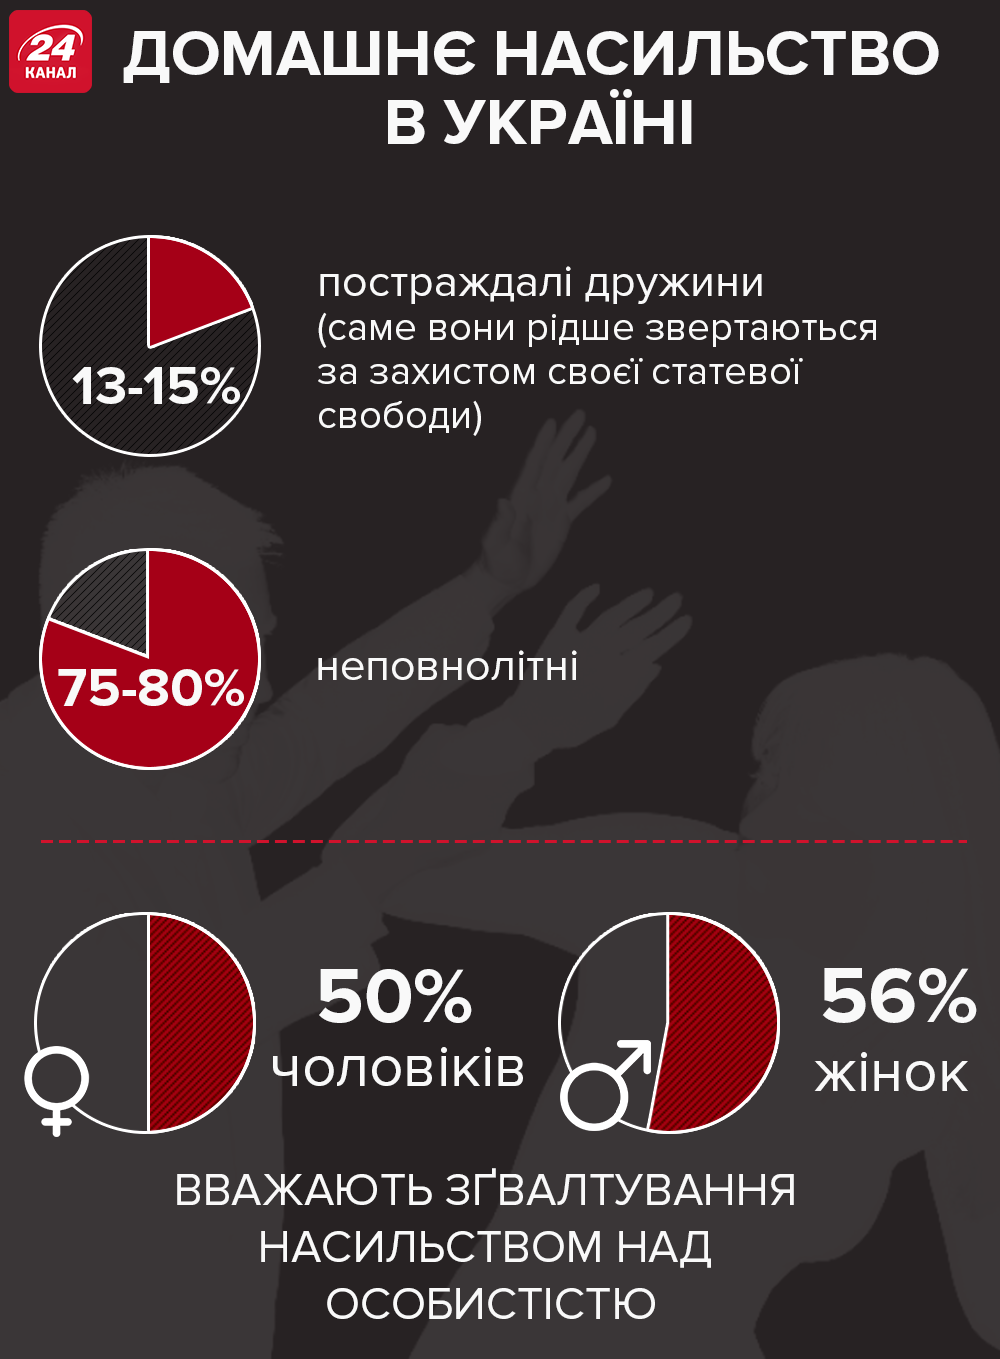 24
КАНАЛ
ДОМАШНЄ НАСИЛЬСТВО
В УКРАЇНІ
13-15%
постраждалі дружини
(саме вони рідше звертаються
за захистом своєї статевої
свободи)
75-80%
неповнолітні
50%
чоловіків
56%
жінок
ВВАЖАЮТЬ ЗҐВАЛТУВАННЯ
НАСИЛЬСТВОМ НАД
ОСОБИСТІСТЮ